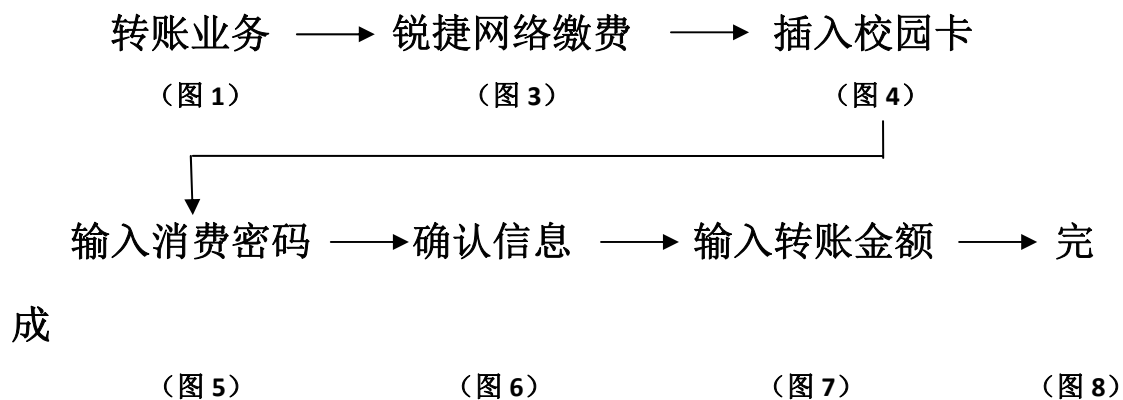 转账业务 锐捷网络缴费 插入校园卡
（图 1） （图 3） （图 4）
输入消费密码 确认信息 输入转账金额 完
成
（图 5） （图 6） （图 7） （图 8）